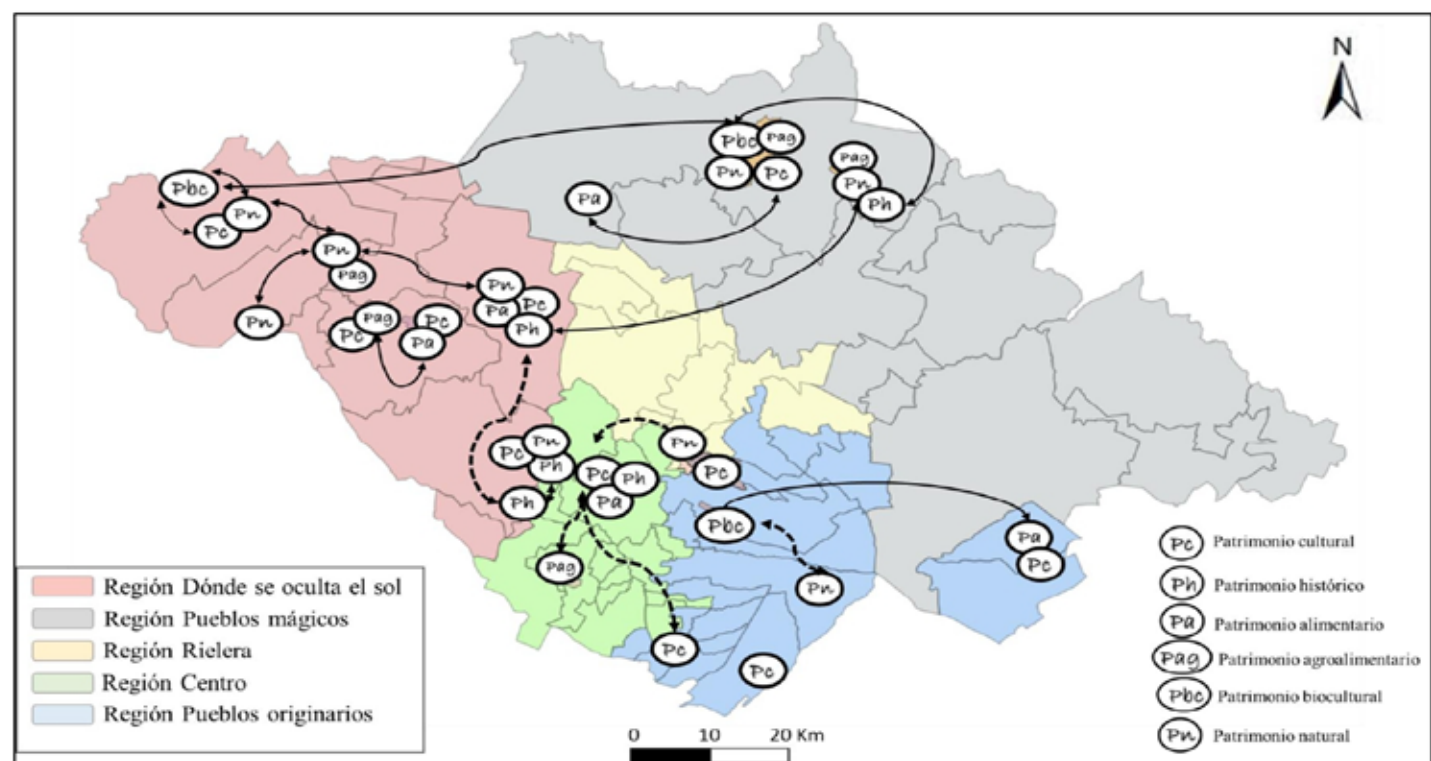 N
Pbc
Pag
Pn
Pc
Pag
Pn
Ph
Pa
Pbc
Pn
Pc
Pn
Pag
Pn
Pn
Pa
Pc
Ph
Pc
Pag
Pc
Pa
Pc
Pn
Ph
Ph
Pc
Ph
Pa
Pn
Pc
Pbc
Pn
Pag
Pc
Pc
Pa
Pc
Región Dónde se oculta el sol
Región Pueblos mágicos
Región Rielera
Región Centro
Región Pueblos originarios
Pc Patrimonio cultural
Ph Patrimonio histórico
Pa Patrimonio alimentario
Pag Patrimonio agroalimentario
Pbc Patrimonio biocultural
Pn Patrimonio natural
0 10 20 Km